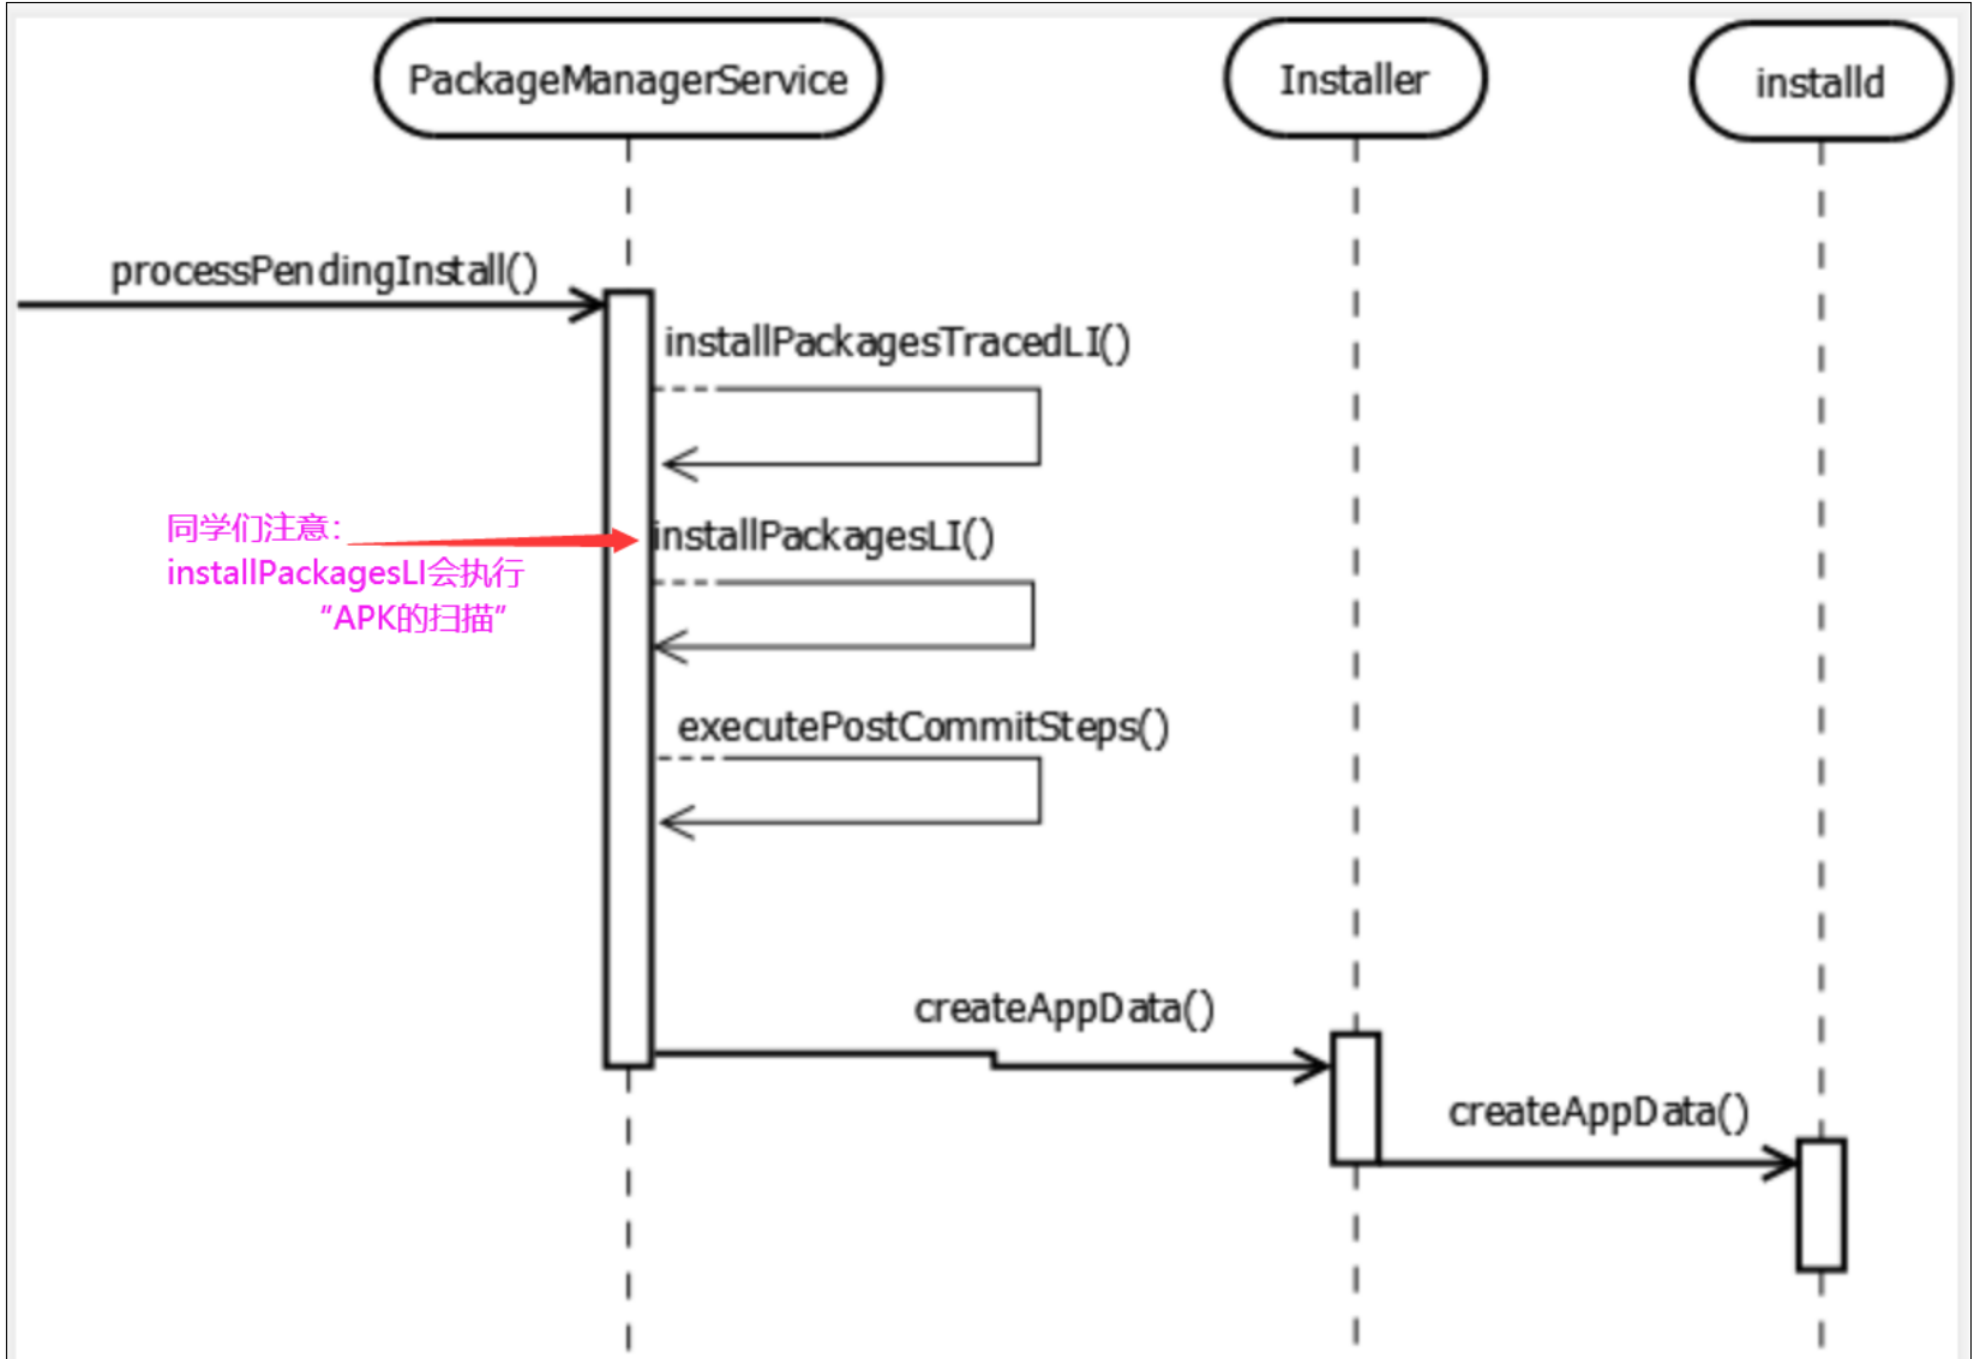 PackageManagerService
Installer
installd
processPendingInstall()
installPackagesTracedLI()
同学们注意：
installPackagesLI会执行
“APK的扫描”
installPackagesLI()
executePostCommitSteps()
createAppData()
createAppData()